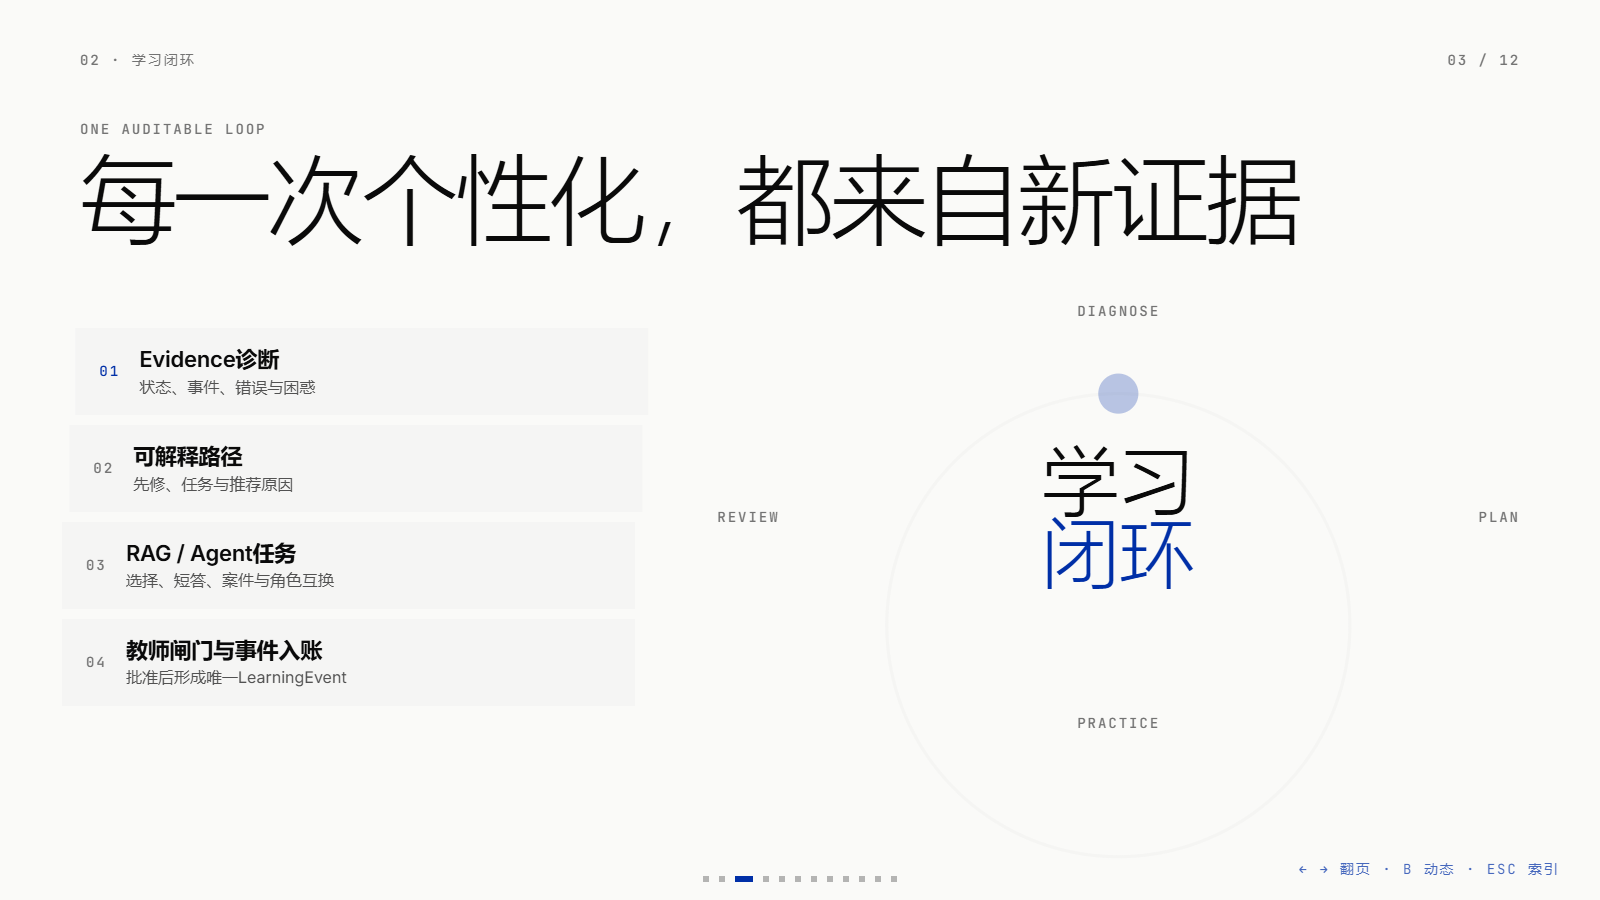 02 · 学习闭环
03 / 12
ONE AUDITABLE LOOP
每一次个性化，都来自新证据
01
Evidence诊断
状态、事件、错误与困惑
02
可解释路径
先修、任务与推荐原因
03
RAG / Agent任务
选择、短答、案件与角色互换
04
教师闸门与事件入账
批准后形成唯一LearningEvent
DIAGNOSE
REVIEW
学习
闭环
PLAN
PRACTICE
← → 翻页 · B 动态 · ESC 索引